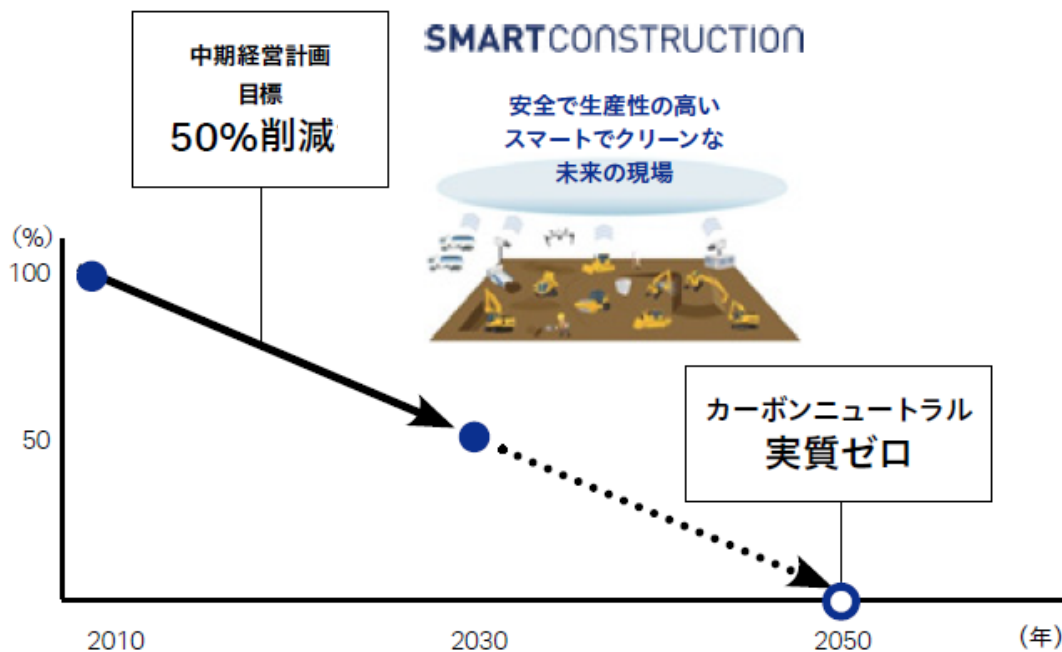 中期経営計画
目標
50%削減
SMARTCONSTRUCTION
安全で生産性の高い
スマートでクリーンな
未来の現場
(%)
100
50
カーボンニュートラル
実質ゼロ
2010
2030
2050
(年)